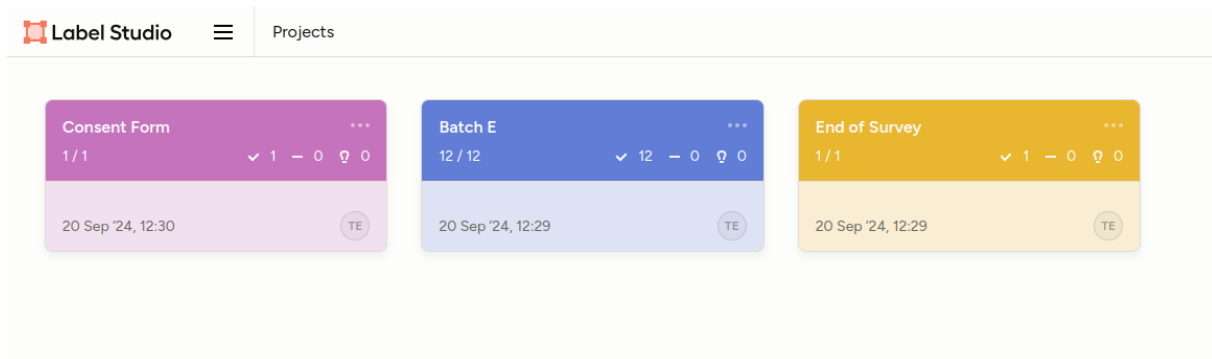 Label Studio
Projects
Consent Form
1 / 1
1
0
0
20 Sep '24, 12:30
TE
Batch E
12 / 12
12
0
0
20 Sep '24, 12:29
TE
End of Survey
1 / 1
1
0
0
20 Sep '24, 12:29
TE